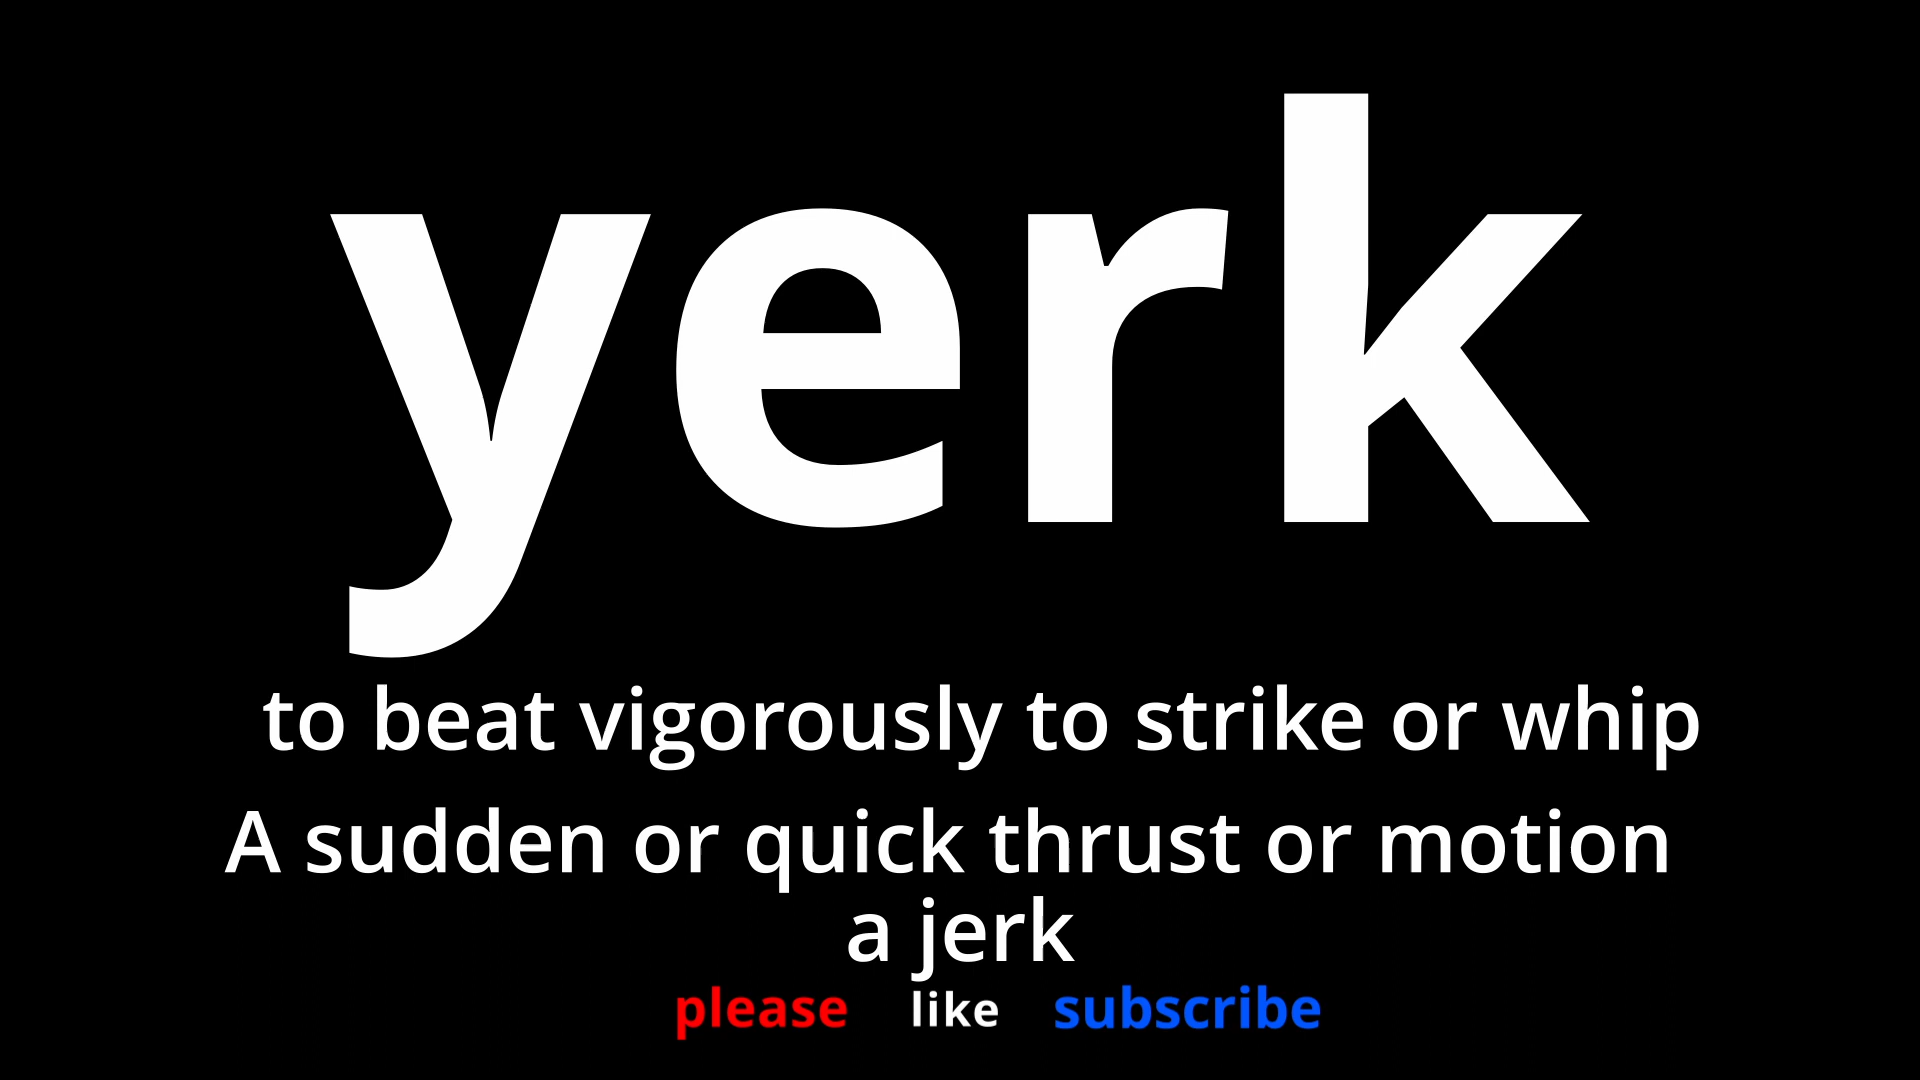 yerk
to beat vigorously to strike or whip
A sudden or quick thrust or motion
a jerk
please like subscribe